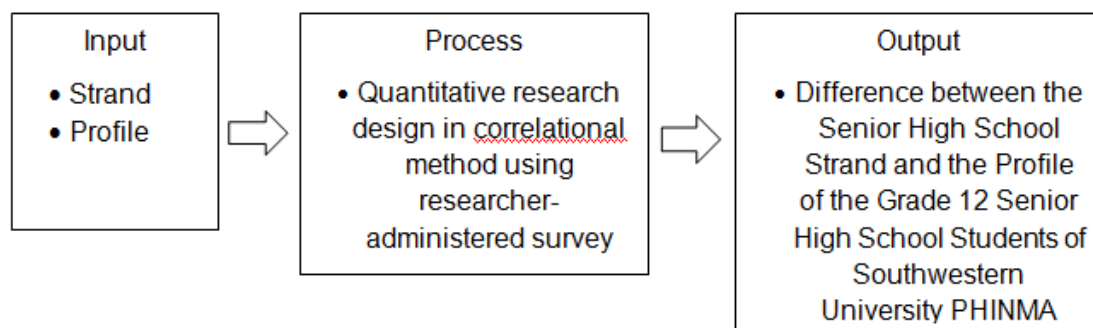 Input
• Strand
• Profile
Process
• Quantitative research
design in correlational
method using
researcher-
administered survey
Output
• Difference between the
Senior High School
Strand and the Profile
of the Grade 12 Senior
High School Students of
Southwestern
University PHINMA